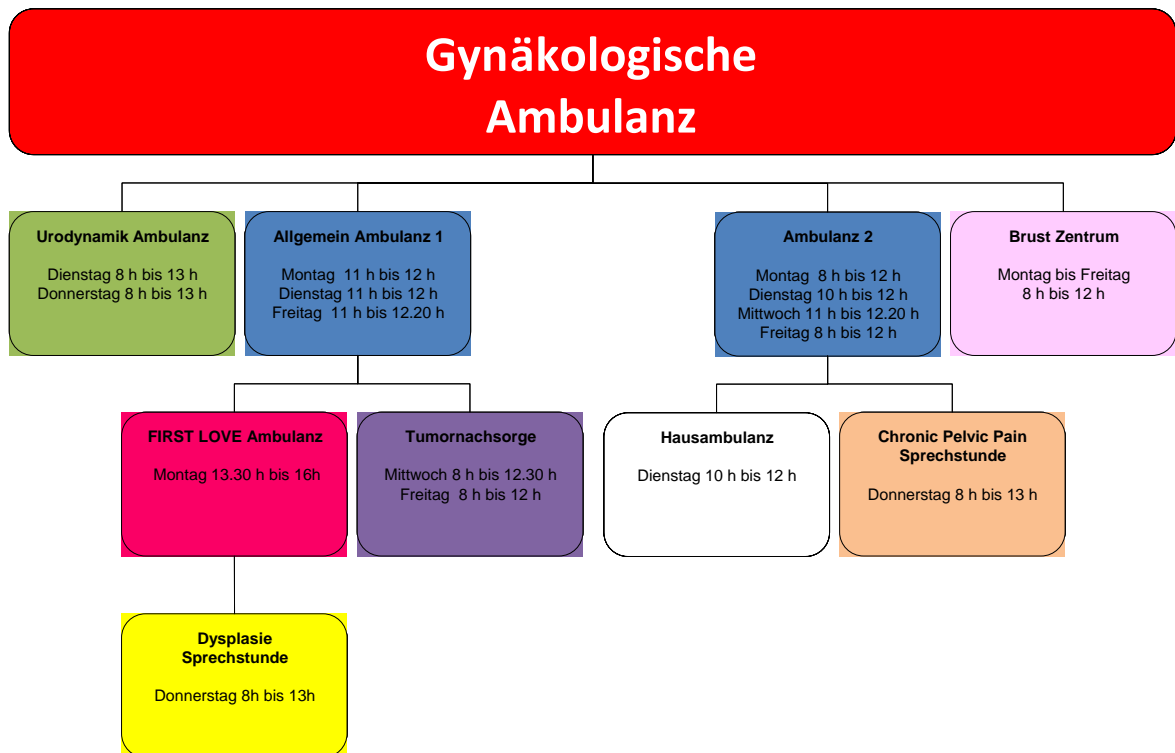 Gynäkologische
Ambulanz
Urodynamik Ambulanz
Dienstag 8 h bis 13 h
Donnerstag 8 h bis 13 h
Allgemein Ambulanz 1
Montag 11 h bis 12 h
Dienstag 11 h bis 12 h
Freitag 11 h bis 12.20 h
Ambulanz 2
Montag 8 h bis 12 h
Dienstag 10 h bis 12 h
Mittwoch 11 h bis 12.20 h
Freitag 8 h bis 12 h
Brust Zentrum
Montag bis Freitag
8 h bis 12 h
FIRST LOVE Ambulanz
Montag 13.30 h bis 16h
Tumornachsorge
Mittwoch 8 h bis 12.30 h
Freitag 8 h bis 12 h
Hausambulanz
Dienstag 10 h bis 12 h
Chronic Pelvic Pain
Sprechstunde
Donnerstag 8 h bis 13 h
Dysplasie
Sprechstunde
Donnerstag 8h bis 13h